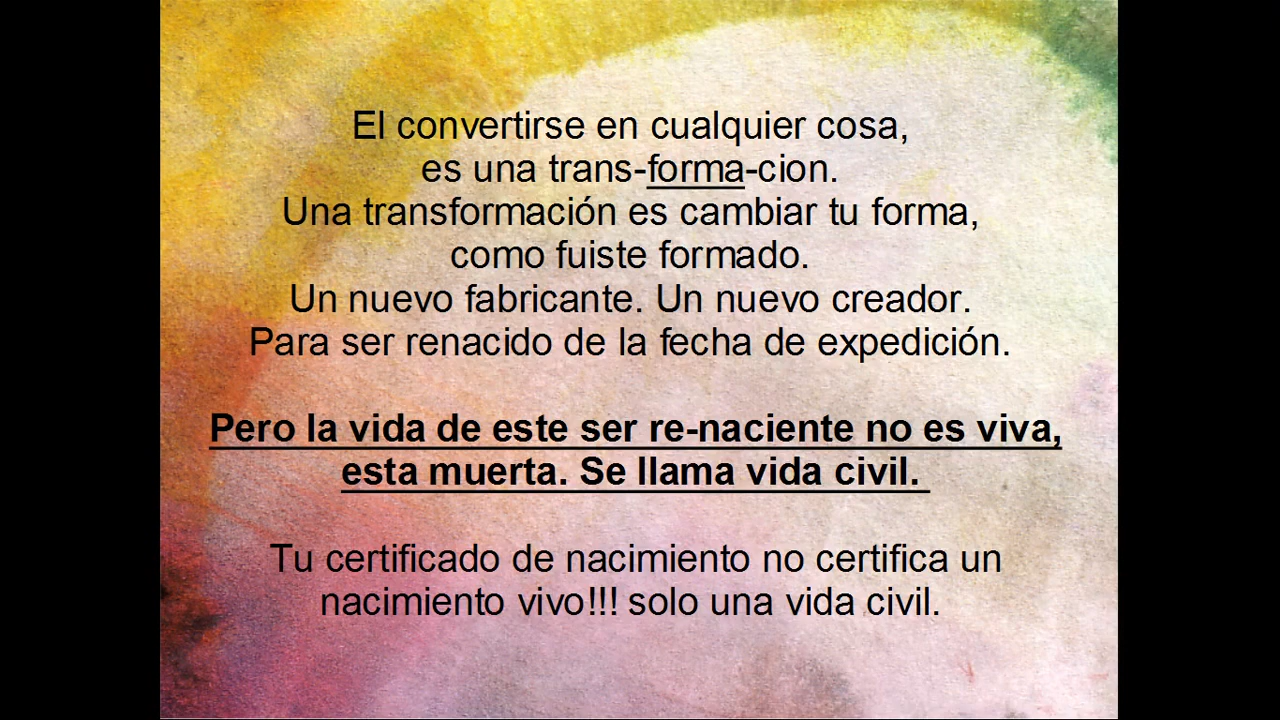 El convertirse en cualquier cosa,
es una trans-forma-cion.
Una transformación es cambiar tu forma,
como fuiste formado.
Un nuevo fabricante. Un nuevo creador.
Para ser renacido de la fecha de expedición.
Pero la vida de este ser re-naciente no es viva,
esta muerta. Se llama vida civil.
Tu certificado de nacimiento no certifica un
nacimiento vivo!!! solo una vida civil.